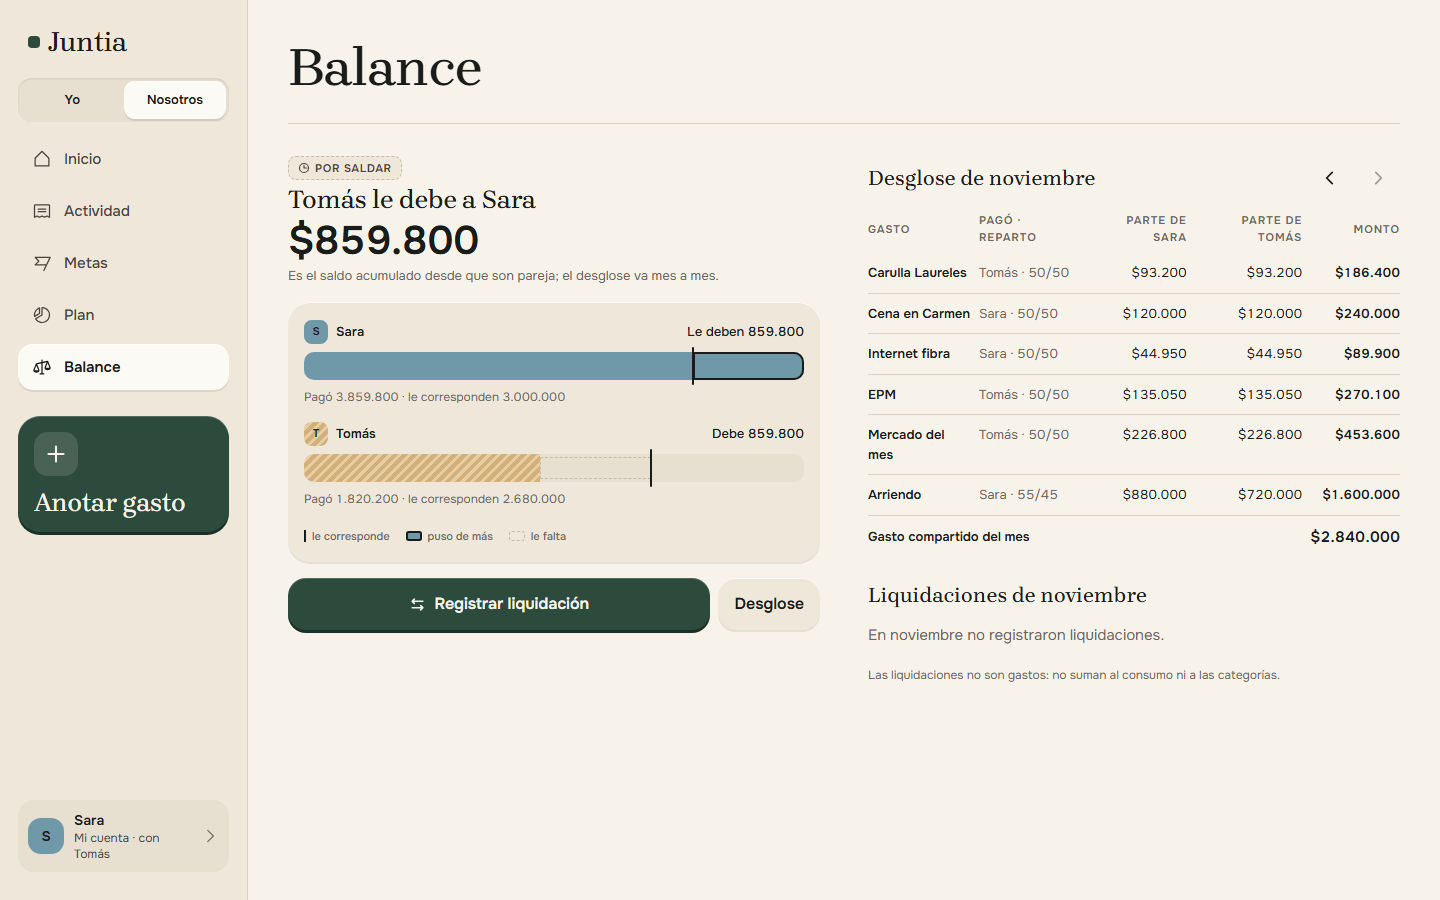 Juntia
Yo
Nosotros
Inicio
Actividad
Metas
Plan
Balance
Anotar gasto
S
Sara
Mi cuenta · con
Tomás
Balance
POR SALDAR
Tomás le debe a Sara
$859.800
Es el saldo acumulado desde que son pareja; el desglose va mes a mes.
S Sara Le deben 859.800
Pagó 3.859.800 · le corresponden 3.000.000
T Tomás Debe 859.800
Pagó 1.820.200 · le corresponden 2.680.000
le corresponde puso de más le falta
Registrar liquidación
Desglose
Desglose de noviembre
GASTO PAGÓ · REPARTO PARTE DE SARA PARTE DE TOMÁS MONTO
Carulla Laureles Tomás · 50/50 $93.200 $93.200 $186.400
Cena en Carmen Sara · 50/50 $120.000 $120.000 $240.000
Internet fibra Sara · 50/50 $44.950 $44.950 $89.900
EPM Tomás · 50/50 $135.050 $135.050 $270.100
Mercado del mes Tomás · 50/50 $226.800 $226.800 $453.600
Arriendo Sara · 55/45 $880.000 $720.000 $1.600.000
Gasto compartido del mes $2.840.000
Liquidaciones de noviembre
En noviembre no registraron liquidaciones.
Las liquidaciones no son gastos: no suman al consumo ni a las categorías.